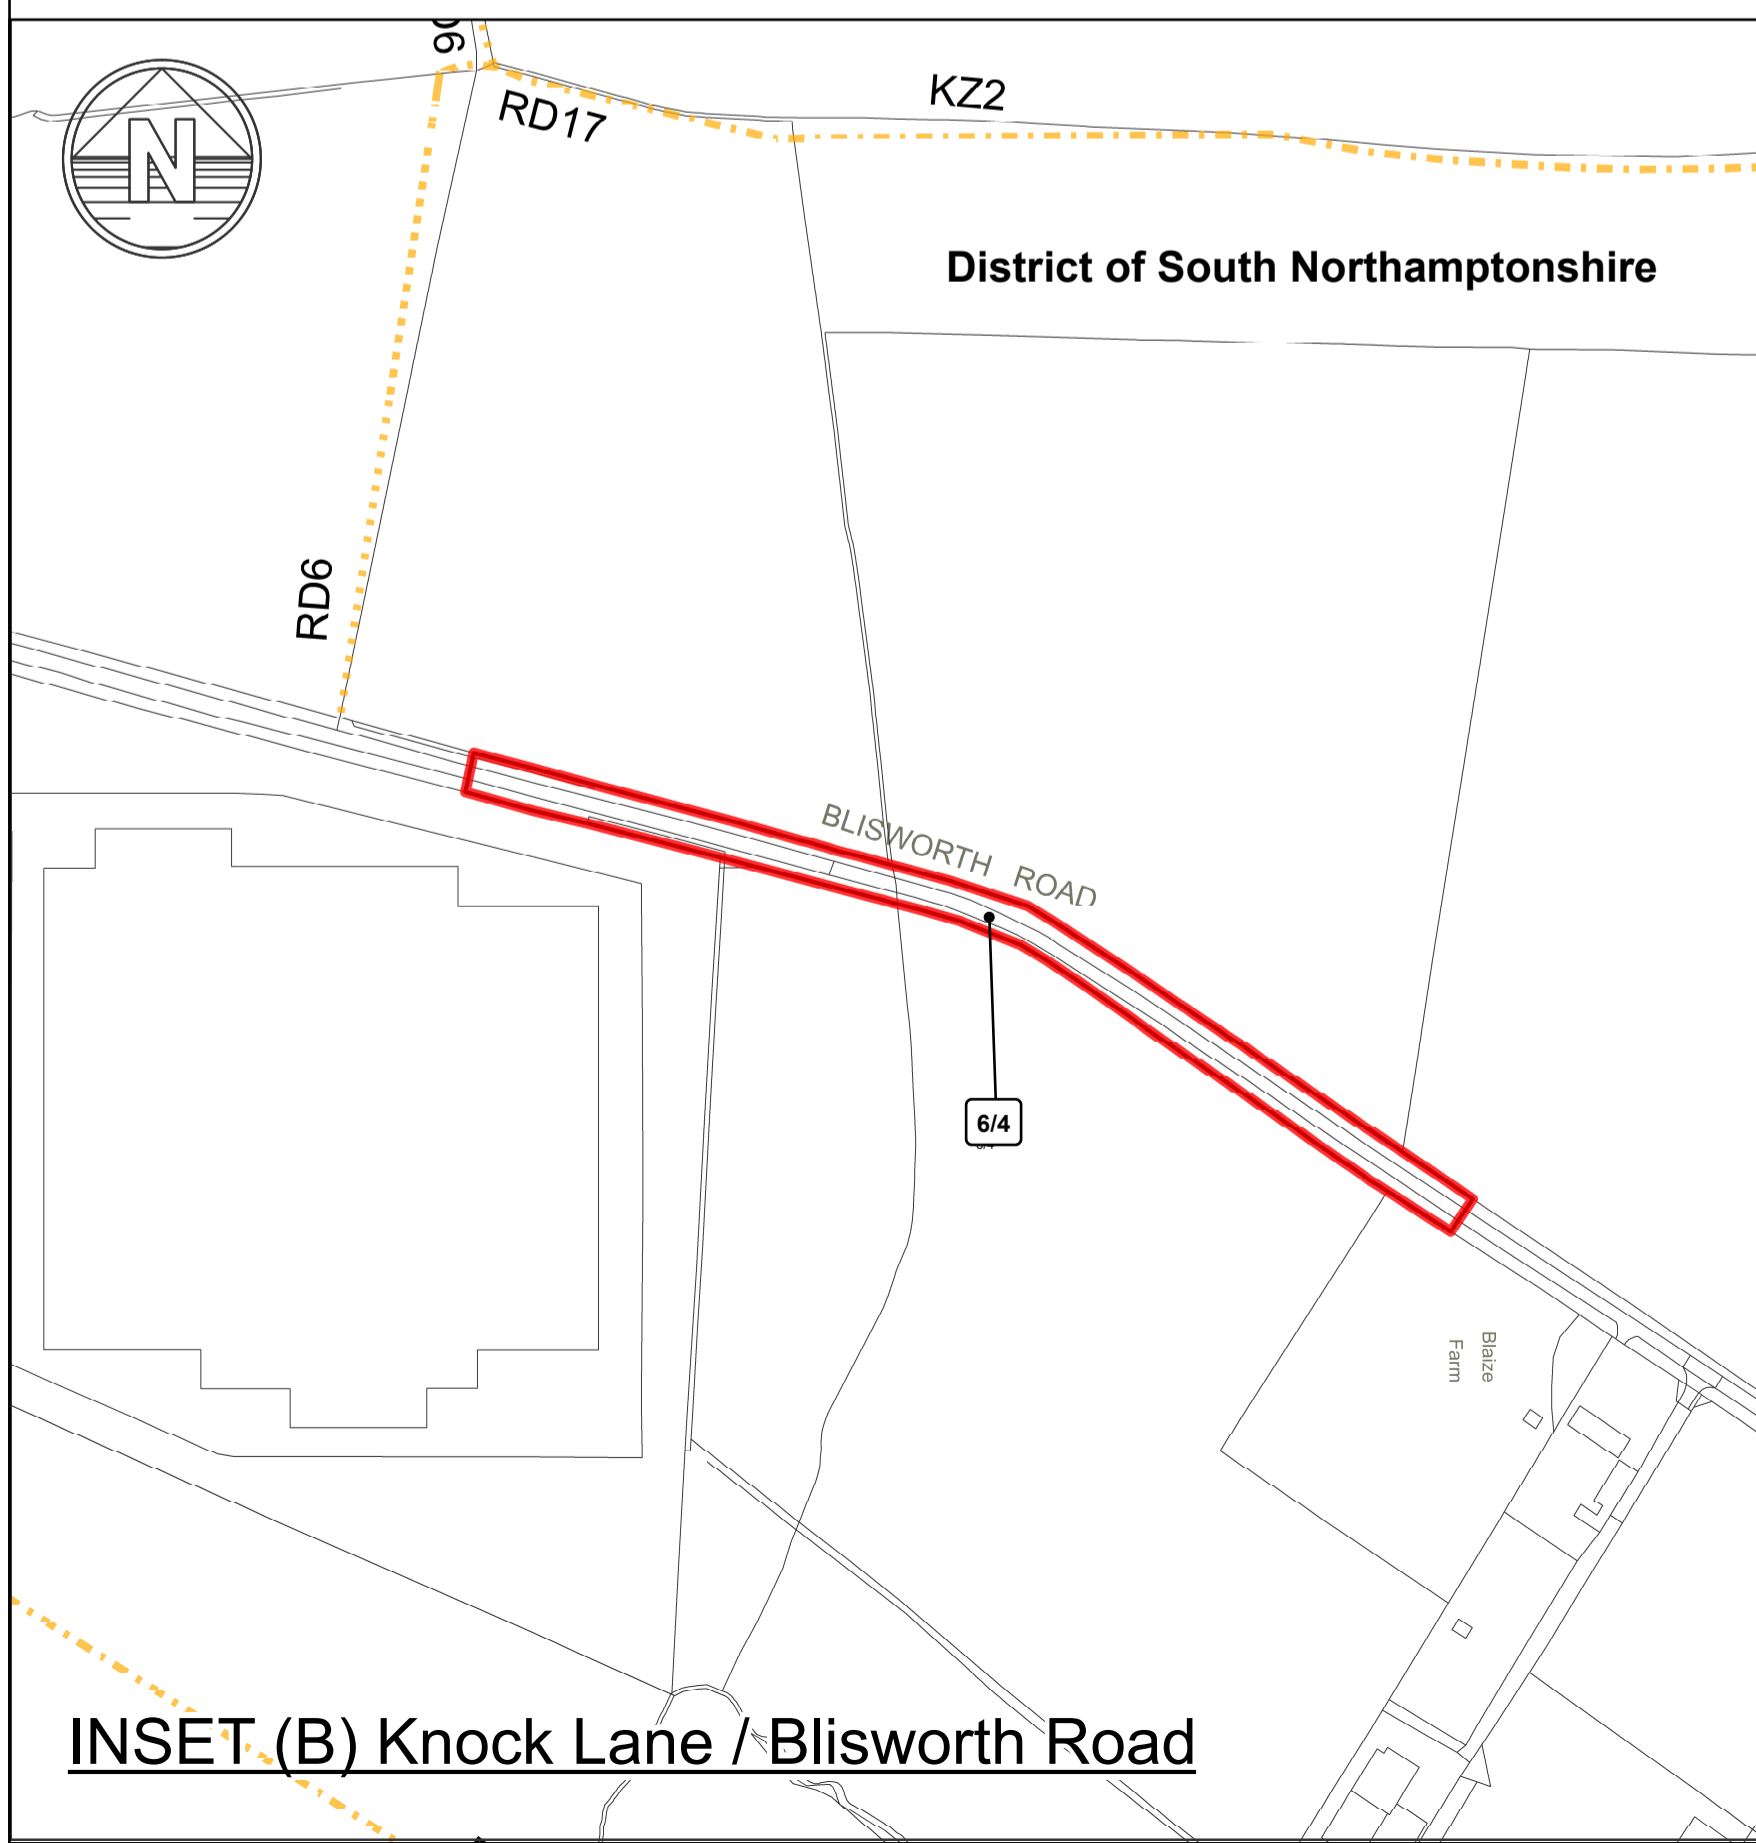 KZ2
RD17
N
District of South Northamptonshire
RD6
BLISWORTH ROAD
6/4
Blaize
Farm
INSET (B) Knock Lane / Blisworth Road